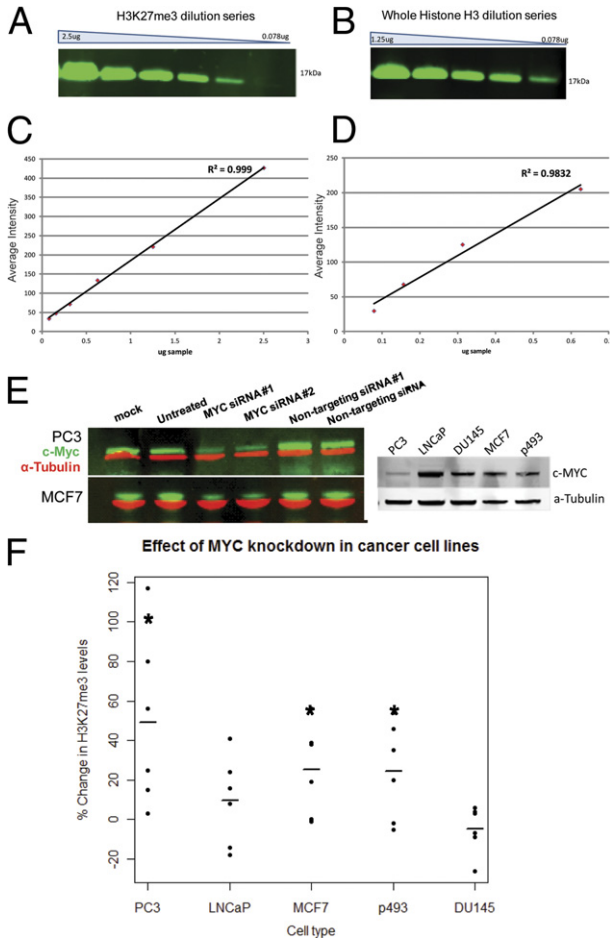 A
H3K27me3 dilution series
2.5ug
0.078ug
17kDa
B
Whole Histone H3 dilution series
1.25ug
0.078ug
17kDa
C
R² = 0.999
450
400
350
300
250
200
150
100
50
0
0 0.5 1 1.5 2 2.5 3
Average Intensity
ug sample
D
R² = 0.9832
250
200
150
100
50
0
0 0.1 0.2 0.3 0.4 0.5 0.6
Average Intensity
ug sample
E
mock
Untreated
MYC siRNA#1
MYC siRNA#2
Non-targeting siRNA#1
Non-targeting siRNA
PC3
c-Myc
α-Tubulin
MCF7
PC3
LNCaP
DU145
MCF7
p493
c-MYC
a-Tubulin
F
Effect of MYC knockdown in cancer cell lines
% Change in H3K27me3 levels
120
100
80
60
40
20
0
-20
*
*
*
PC3 LNCaP MCF7 p493 DU145
Cell type